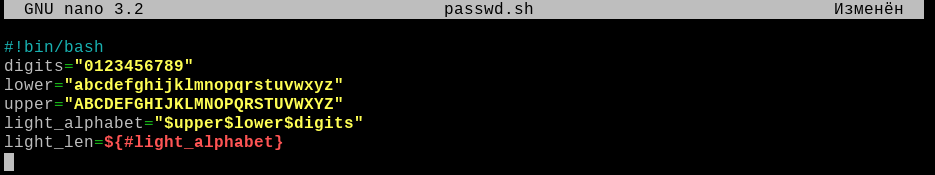 GNU nano 3.2 passwd.sh Изменён
#!bin/bash
digits="0123456789"
lower="abcdefghijklmnopqrstuvwxyz"
upper="ABCDEFGHIJKLMNOPQRSTUVWXYZ"
light_alphabet="$upper$lower$digits"
light_len=${#light_alphabet}